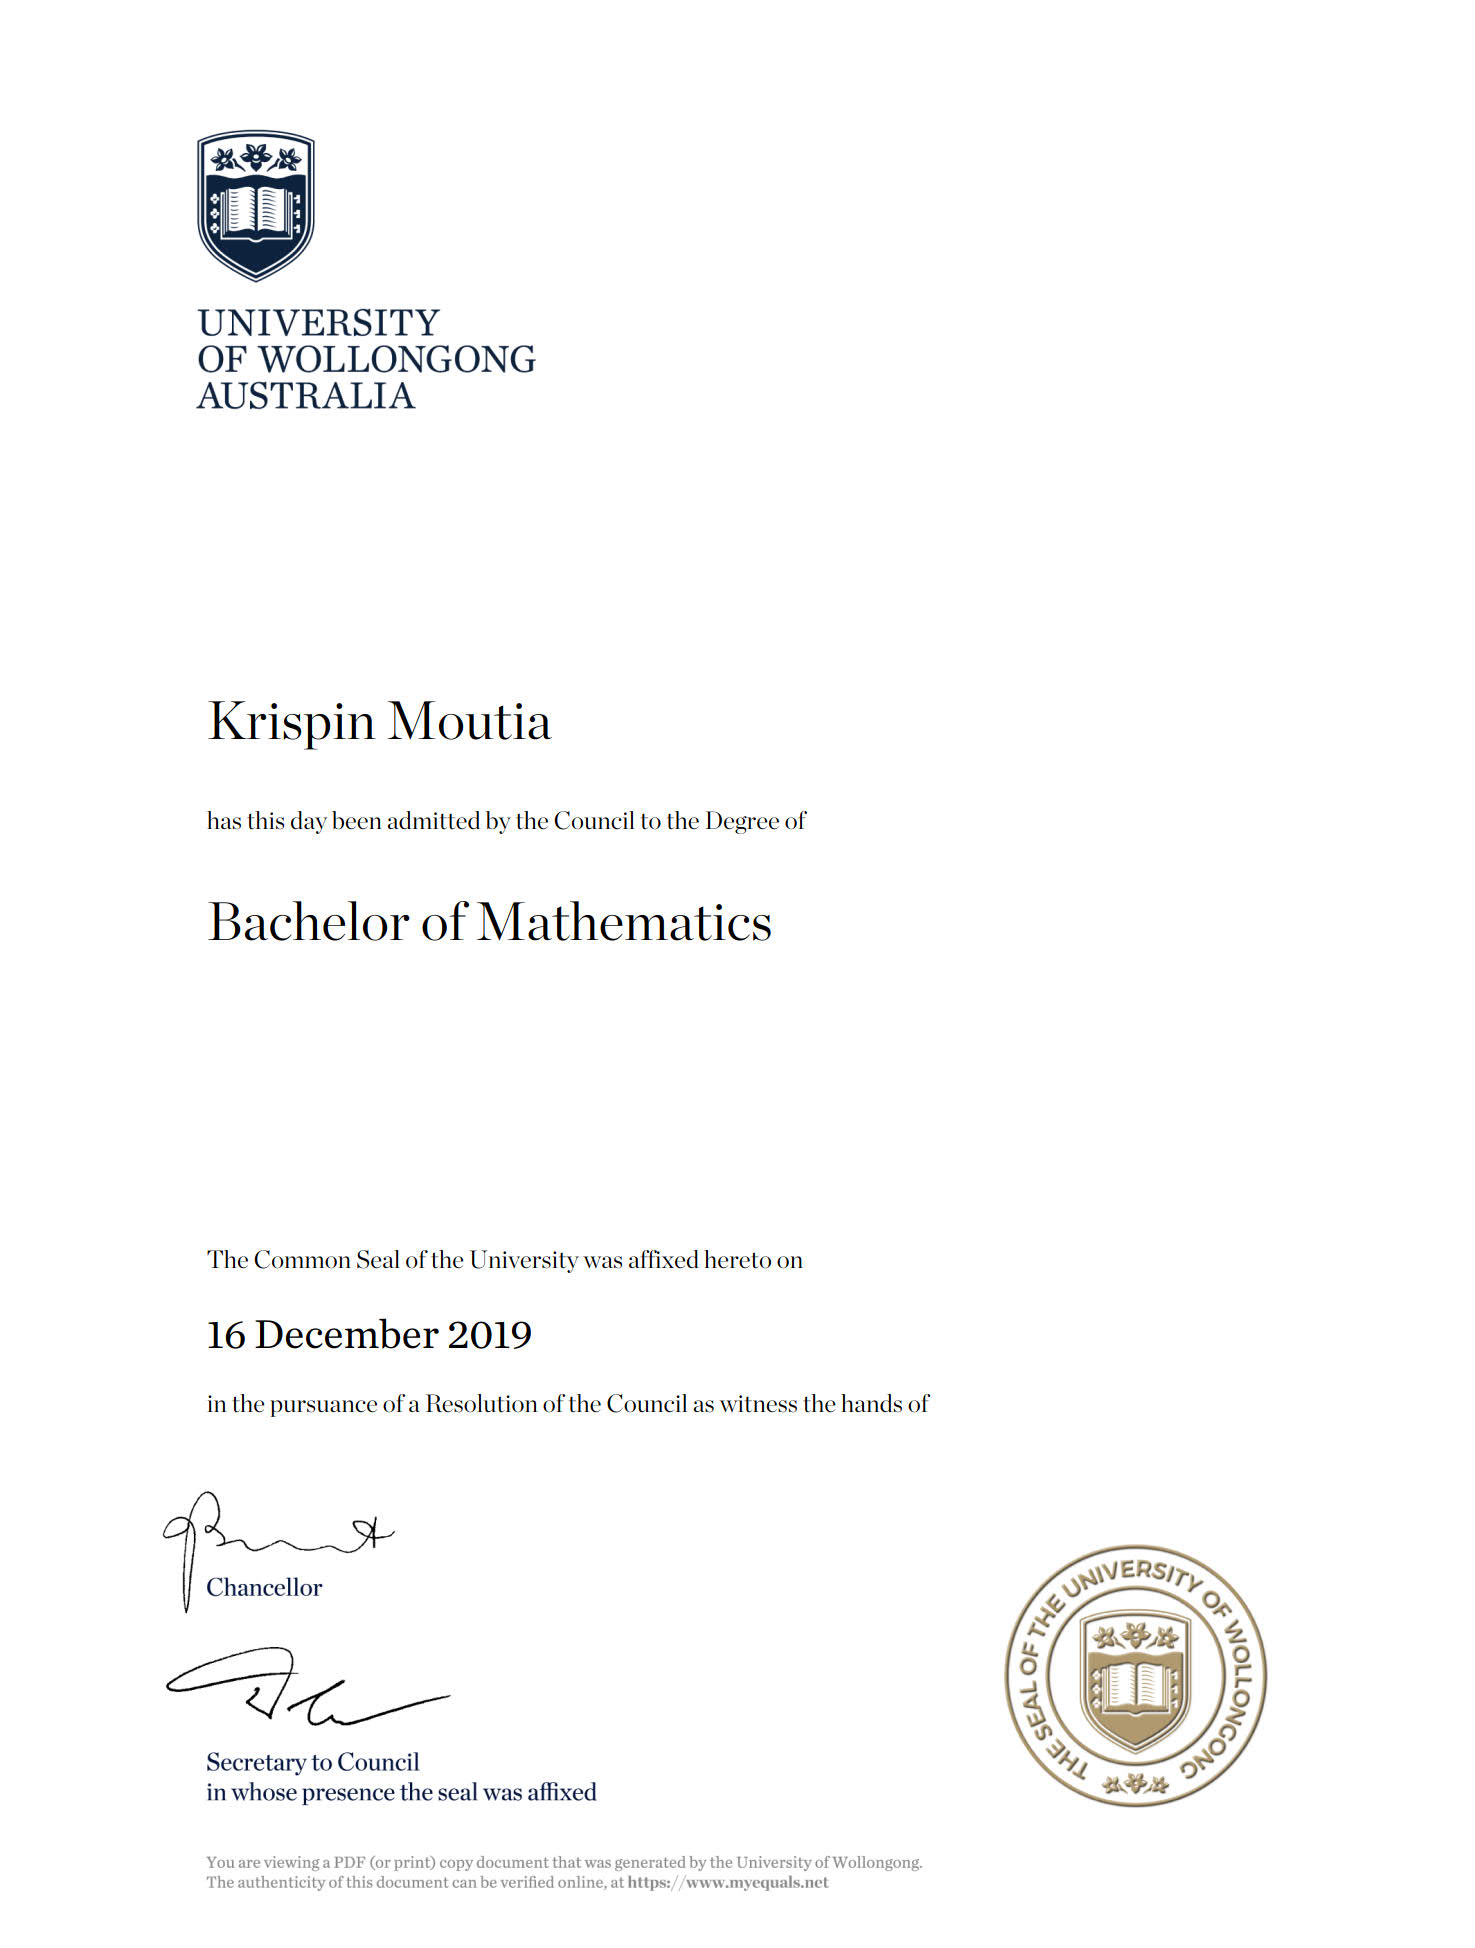 UNIVERSITY
OF WOLLONGONG
AUSTRALIA
Krispin Moutia
has this day been admitted by the Council to the Degree of
Bachelor of Mathematics
The Common Seal of the University was affixed hereto on
16 December 2019
in the pursuance of a Resolution of the Council as witness the hands of
Chancellor
Secretary to Council
in whose presence the seal was affixed
THE SEAL OF THE UNIVERSITY OF WOLLONGONG
You are viewing a PDF (or print) copy document that was generated by the University of Wollongong.
The authenticity of this document can be verified online, at https://www.myequals.net